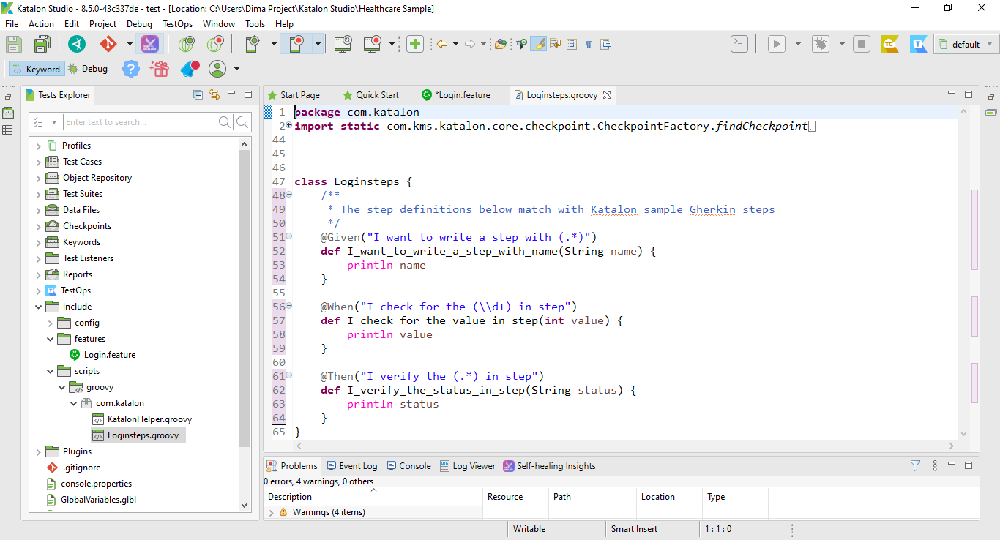 Katalon Studio - 8.5.0-43c337de - test - [Location: C:\Users\Dima Project\Katalon Studio\Healthcare Sample]
File Action Edit Project Debug TestOps Window Tools Help
TC
default
Keyword Debug
Tests Explorer
Enter text to search...
Profiles
Test Cases
Object Repository
Test Suites
Data Files
Checkpoints
Keywords
Test Listeners
Reports
TestOps
Include
config
features
Login.feature
scripts
groovy
com.katalon
KatalonHelper.groovy
Loginsteps.groovy
Plugins
.gitignore
console.properties
GlobalVariables.glbl
Start Page Quick Start *Login.feature Loginsteps.groovy
1 package com.katalon
2 import static com.kms.katalon.core.checkpoint.CheckpointFactory.findCheckpoint
44
45
46
47 class Loginsteps {
48 /**
49 * The step definitions below match with Katalon sample Gherkin steps
50 */
51 @Given("I want to write a step with (.*)")
52 def I_want_to_write_a_step_with_name(String name) {
53 println name
54 }
55
56 @When("I check for the (\\d+) in step")
57 def I_check_for_the_value_in_step(int value) {
58 println value
59 }
60
61 @Then("I verify the (.*) in step")
62 def I_verify_the_status_in_step(String status) {
63 println status
64 }
65 }
Problems Event Log Console Log Viewer Self-healing Insights
0 errors, 4 warnings, 0 others
Description Resource Path Location Type
Warnings (4 items)
Writable Smart Insert 1 : 1 : 0